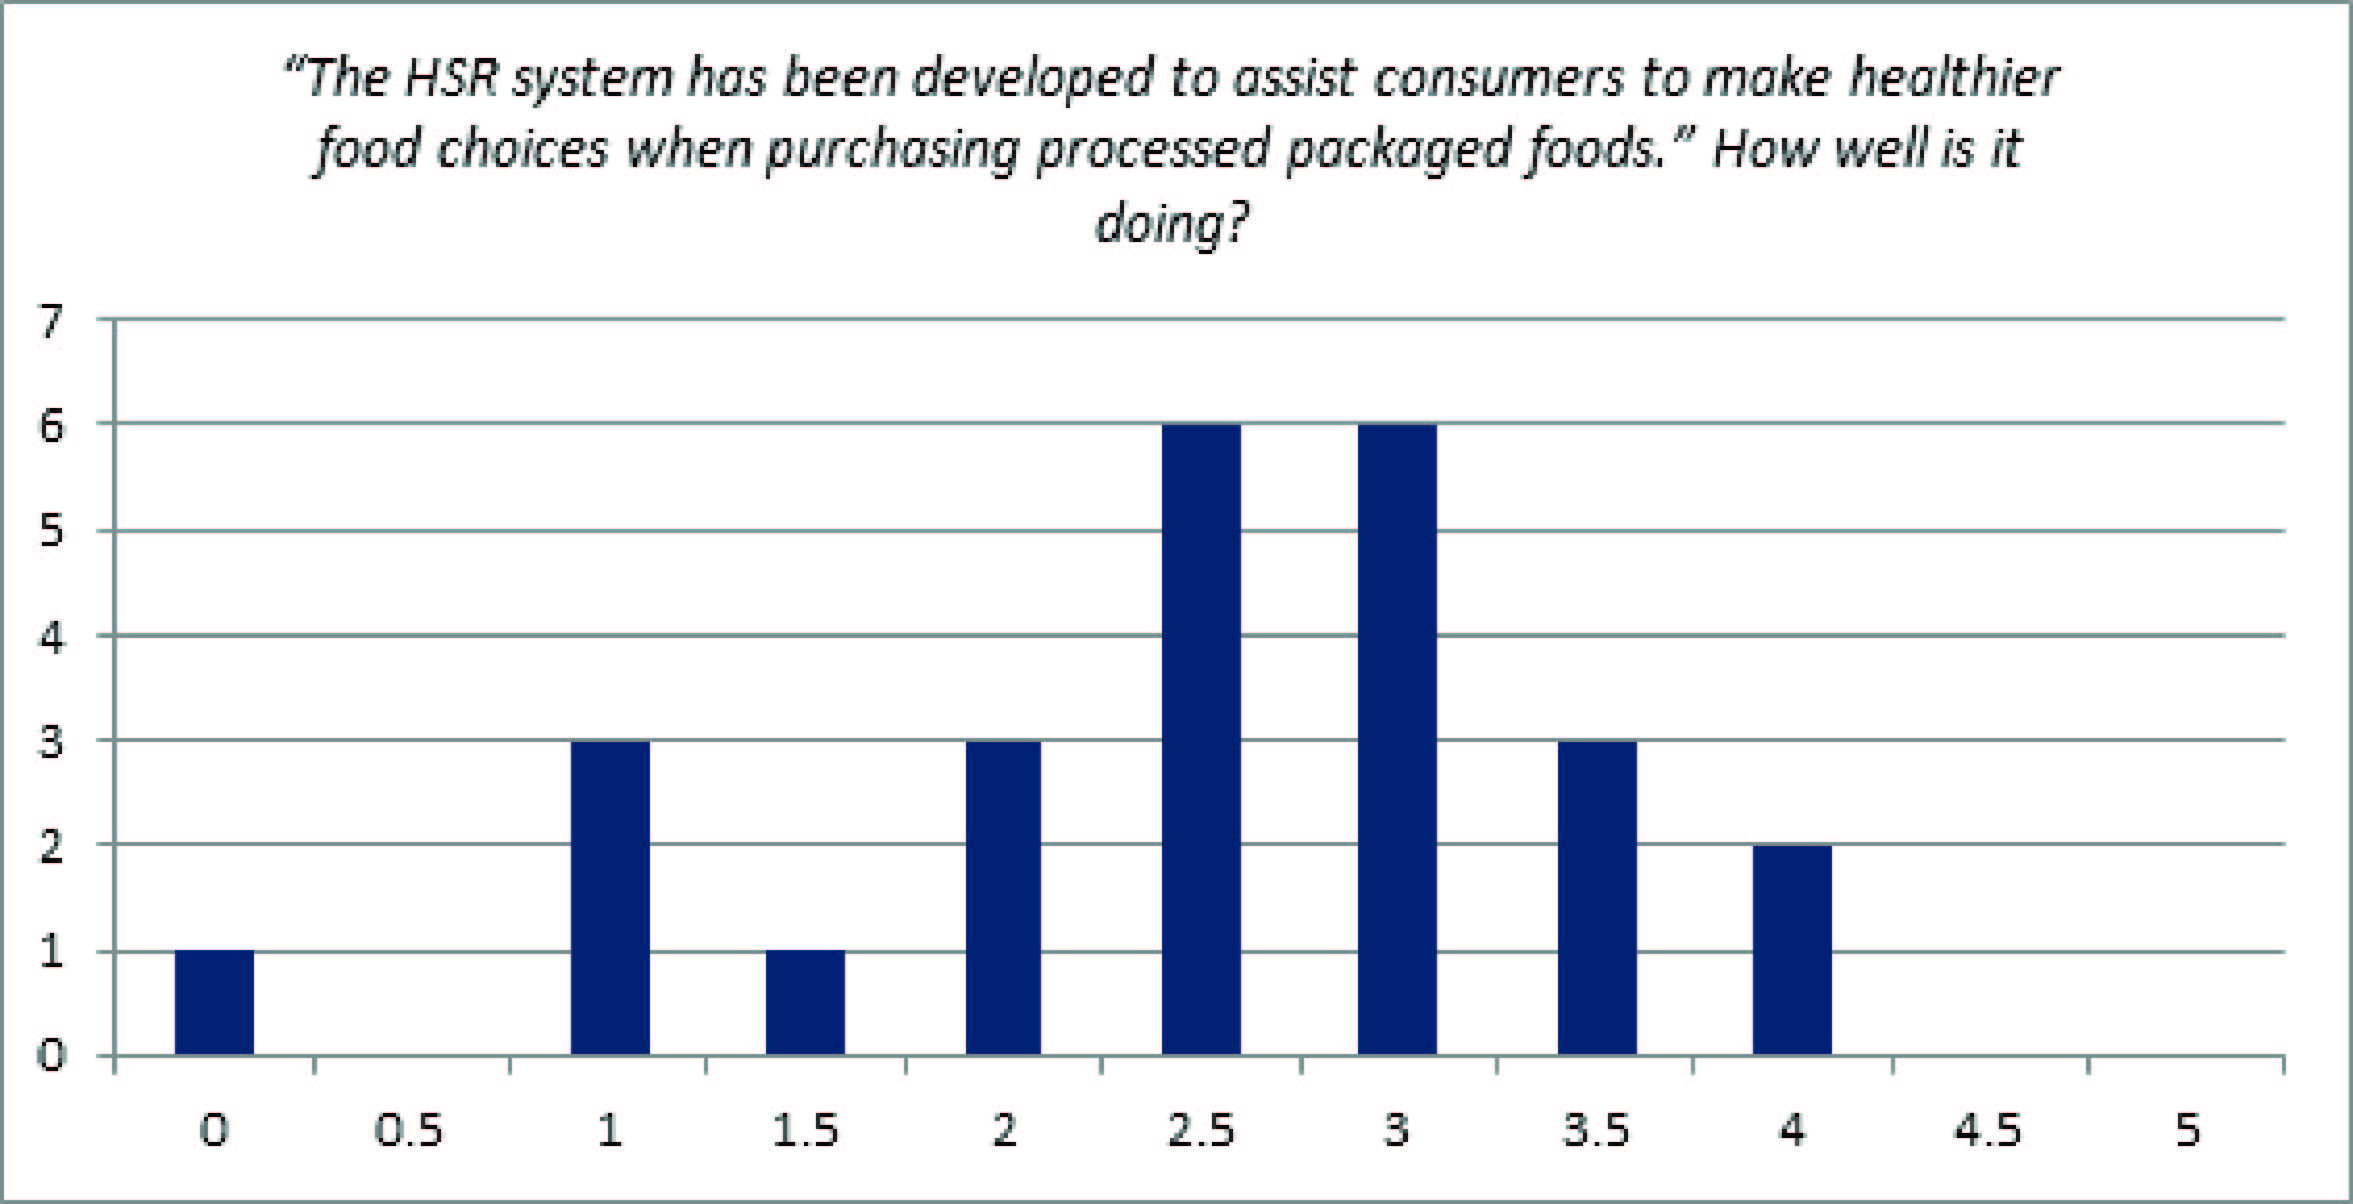 “The HSR system has been developed to assist consumers to make healthier
food choices when purchasing processed packaged foods.” How well is it
doing?
7
6
5
4
3
2
1
0
0 0.5 1 1.5 2 2.5 3 3.5 4 4.5 5